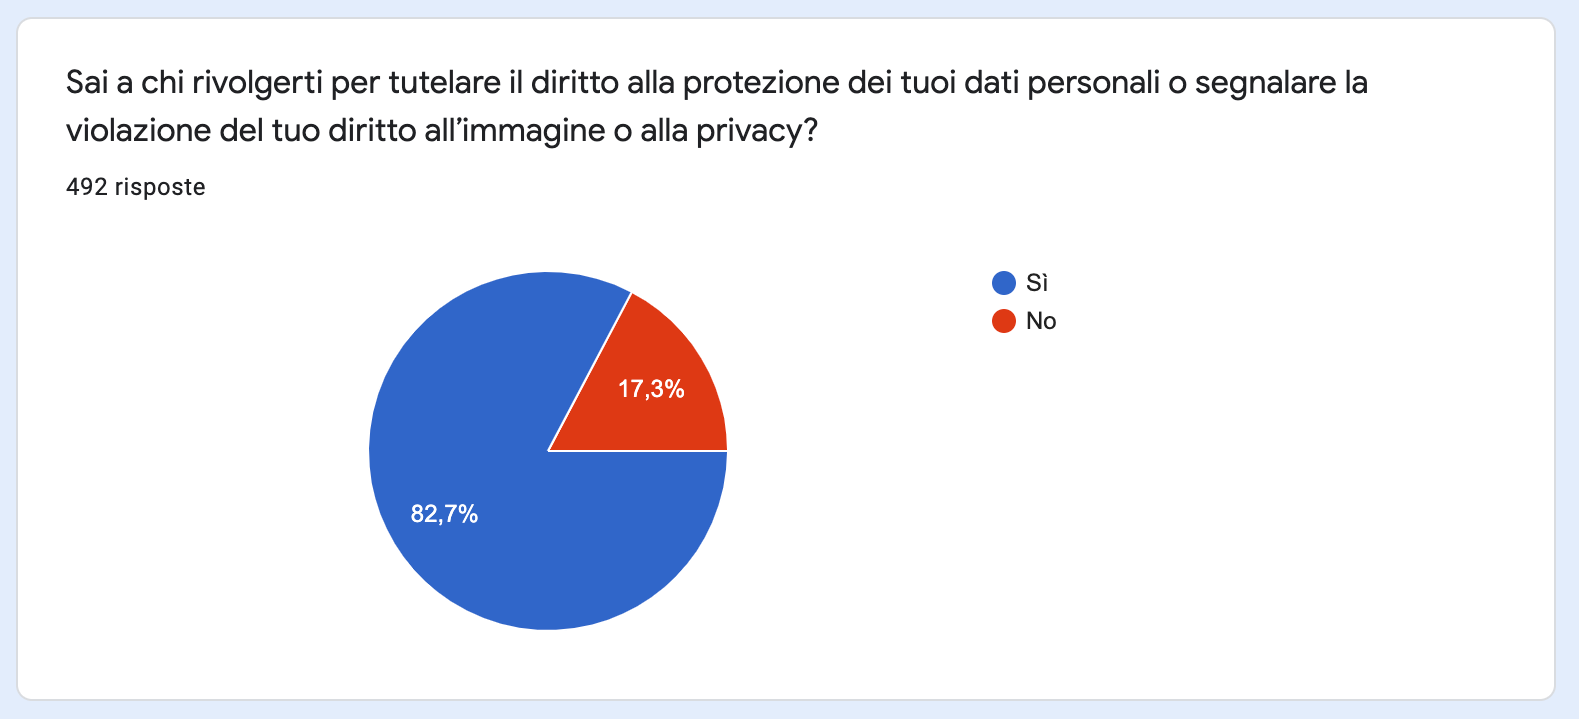 Sai a chi rivolgerti per tutelare il diritto alla protezione dei tuoi dati personali o segnalare la
violazione del tuo diritto all’immagine o alla privacy?
492 risposte
Sì
No
17,3%
82,7%